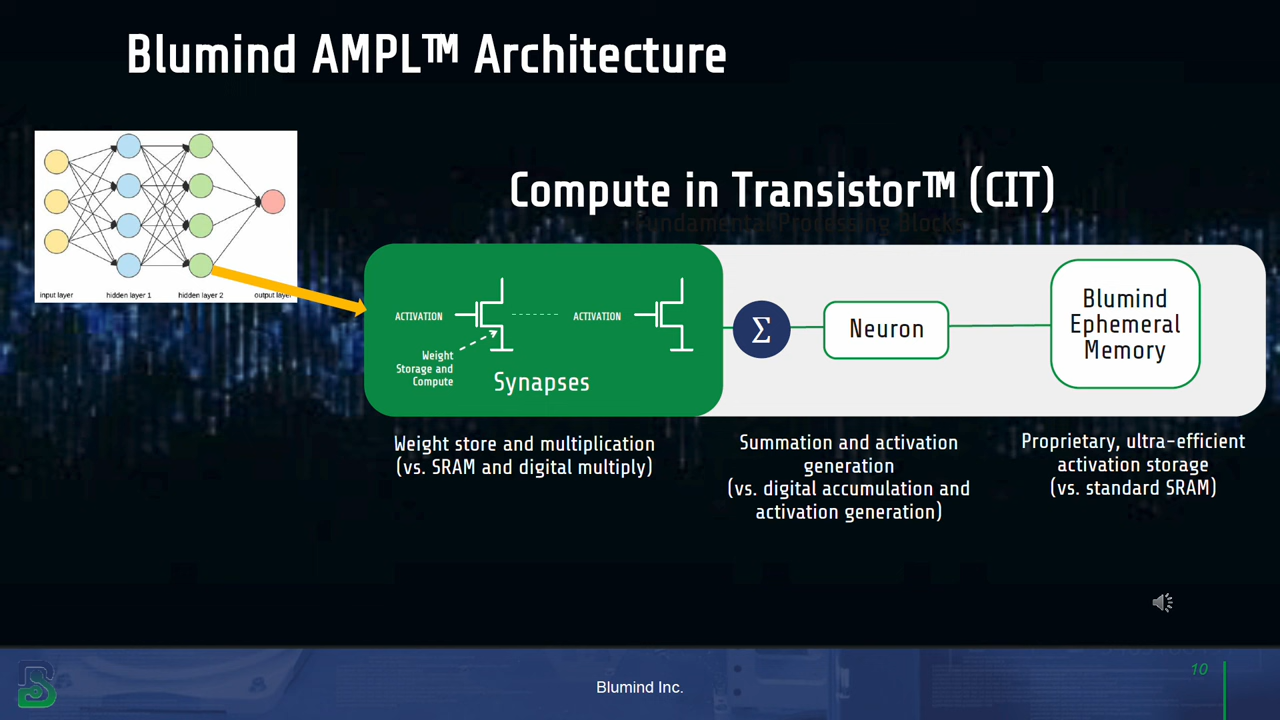 Blumind AMPL™ Architecture
input layer
hidden layer 1
hidden layer 2
output layer
Compute in Transistor™ (CIT)
Fundamental Processing Blocks
ACTIVATION
ACTIVATION
Weight
Storage and
Compute
Synapses
Σ
Neuron
Blumind
Ephemeral
Memory
Weight store and multiplication
(vs. SRAM and digital multiply)
Summation and activation
generation
(vs. digital accumulation and
activation generation)
Proprietary, ultra-efficient
activation storage
(vs. standard SRAM)
Blumind Inc.
10